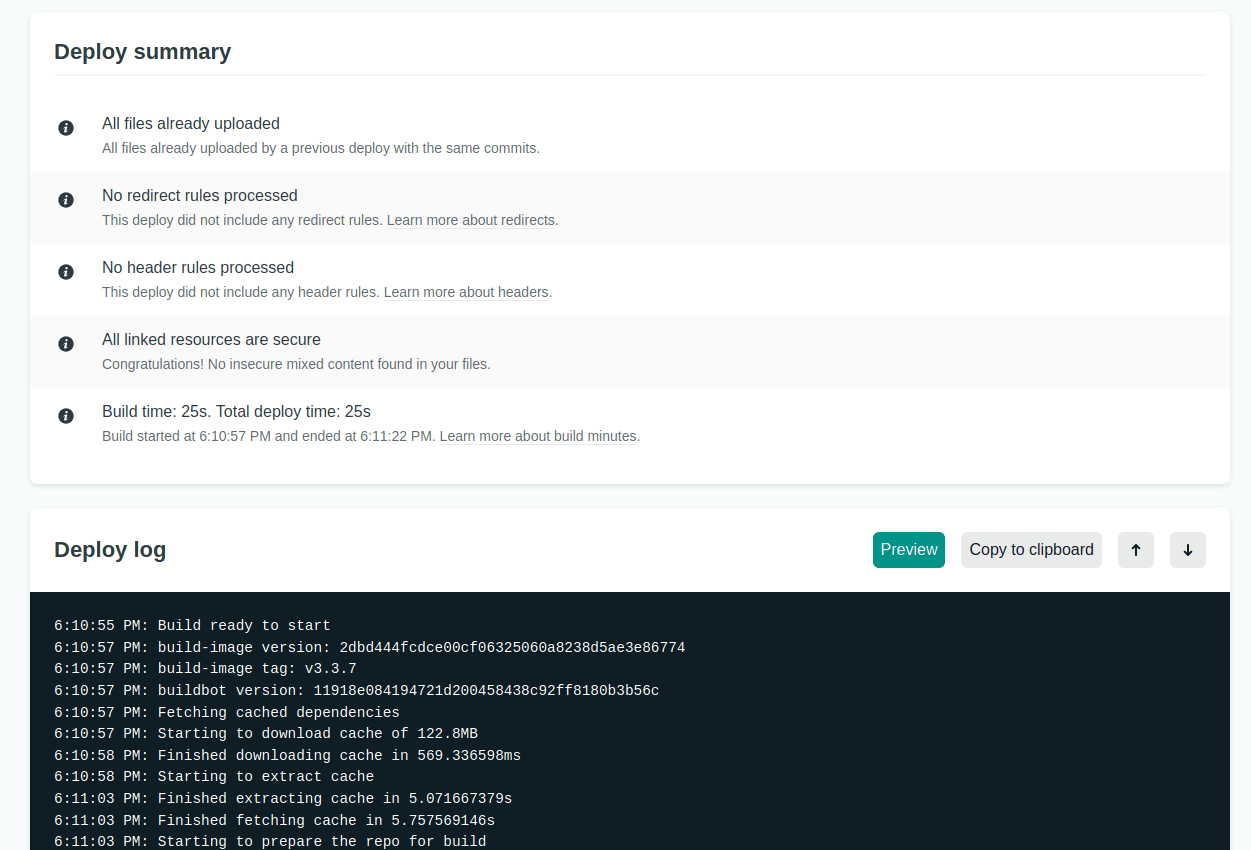 Deploy summary
All files already uploaded
All files already uploaded by a previous deploy with the same commits.
No redirect rules processed
This deploy did not include any redirect rules. Learn more about redirects.
No header rules processed
This deploy did not include any header rules. Learn more about headers.
All linked resources are secure
Congratulations! No insecure mixed content found in your files.
Build time: 25s. Total deploy time: 25s
Build started at 6:10:57 PM and ended at 6:11:22 PM. Learn more about build minutes.
Deploy log
Preview
Copy to clipboard
6:10:55 PM: Build ready to start
6:10:57 PM: build-image version: 2dbd444fcdce00cf06325060a8238d5ae3e86774
6:10:57 PM: build-image tag: v3.3.7
6:10:57 PM: buildbot version: 11918e084194721d200458438c92ff8180b3b56c
6:10:57 PM: Fetching cached dependencies
6:10:57 PM: Starting to download cache of 122.8MB
6:10:58 PM: Finished downloading cache in 569.336598ms
6:10:58 PM: Starting to extract cache
6:11:03 PM: Finished extracting cache in 5.071667379s
6:11:03 PM: Finished fetching cache in 5.757569146s
6:11:03 PM: Starting to prepare the repo for build